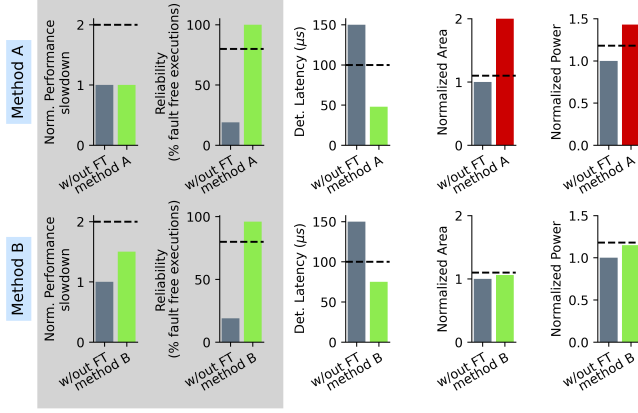 Method A
Norm. Performance
slowdown
2
1
0
w/out FT
method A
Reliability
(% fault free executions)
100
50
0
w/out FT
method A
Det. Latency (µs)
150
100
50
0
w/out FT
method A
Normalized Area
2
1
0
w/out FT
method A
Normalized Power
1.5
1.0
0.5
0.0
w/out FT
method A
Method B
Norm. Performance
slowdown
2
1
0
w/out FT
method B
Reliability
(% fault free executions)
100
50
0
w/out FT
method B
Det. Latency (µs)
150
100
50
0
w/out FT
method B
Normalized Area
2
1
0
w/out FT
method B
Normalized Power
1.5
1.0
0.5
0.0
w/out FT
method B